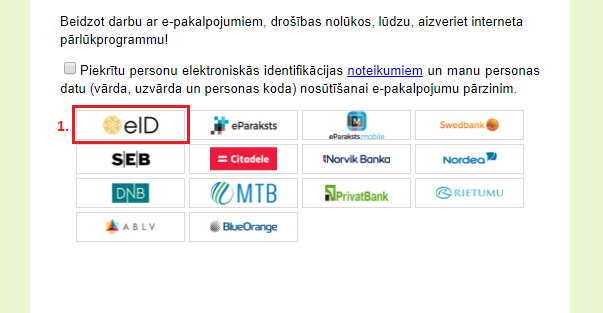 Beidzot darbu ar e-pakalpojumiem, drošības nolūkos, lūdzu, aizveriet interneta
pārlūkprogrammu!
Piekrītu personu elektroniskās identifikācijas noteikumiem un manu personas
datu (vārda, uzvārda un personas koda) nosūtīšanai e-pakalpojumu pārzinim.
1. eID eParaksts eParaksts mobile Swedbank
SEB Citadele Norvik Banka Nordea
DNB MTB PrivatBank RIETUMU
ABLV BlueOrange